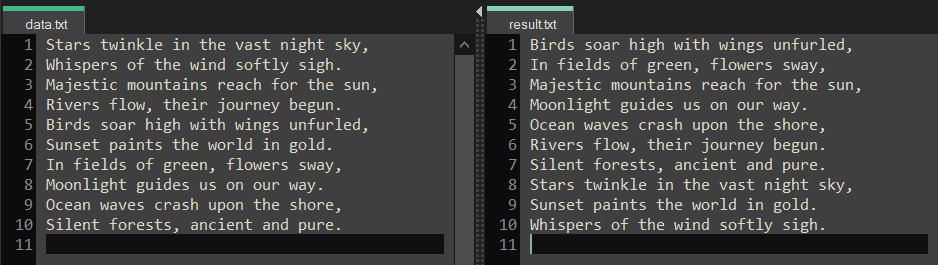 data.txt
1 Stars twinkle in the vast night sky,
2 Whispers of the wind softly sigh.
3 Majestic mountains reach for the sun,
4 Rivers flow, their journey begun.
5 Birds soar high with wings unfurled,
6 Sunset paints the world in gold.
7 In fields of green, flowers sway,
8 Moonlight guides us on our way.
9 Ocean waves crash upon the shore,
10 Silent forests, ancient and pure.
11
result.txt
1 Birds soar high with wings unfurled,
2 In fields of green, flowers sway,
3 Majestic mountains reach for the sun,
4 Moonlight guides us on our way.
5 Ocean waves crash upon the shore,
6 Rivers flow, their journey begun.
7 Silent forests, ancient and pure.
8 Stars twinkle in the vast night sky,
9 Sunset paints the world in gold.
10 Whispers of the wind softly sigh.
11